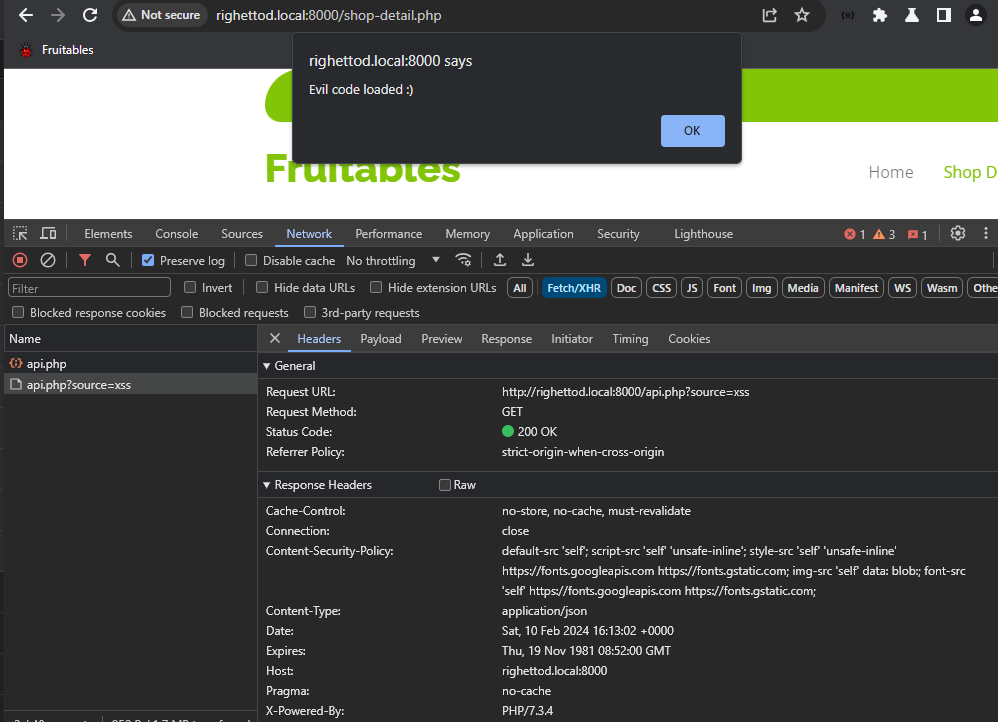 Not secure righettod.local:8000/shop-detail.php
Fruitables
righettod.local:8000 says
Evil code loaded :)
OK
Fruitables
Home Shop D
Elements Console Sources Network Performance Memory Application Security Lighthouse 1 3 1
Preserve log Disable cache No throttling
Filter Invert Hide data URLs Hide extension URLs All Fetch/XHR Doc CSS JS Font Img Media Manifest WS Wasm Othe
Blocked response cookies Blocked requests 3rd-party requests
Name Headers Payload Preview Response Initiator Timing Cookies
api.php
api.php?source=xss
General
Request URL: http://righettod.local:8000/api.php?source=xss
Request Method: GET
Status Code: 200 OK
Referrer Policy: strict-origin-when-cross-origin
Response Headers Raw
Cache-Control: no-store, no-cache, must-revalidate
Connection: close
Content-Security-Policy: default-src 'self'; script-src 'self' 'unsafe-inline'; style-src 'self' 'unsafe-inline'
https://fonts.googleapis.com https://fonts.gstatic.com; img-src 'self' data: blob:; font-src
'self' https://fonts.googleapis.com https://fonts.gstatic.com;
Content-Type: application/json
Date: Sat, 10 Feb 2024 16:13:02 +0000
Expires: Thu, 19 Nov 1981 08:52:00 GMT
Host: righettod.local:8000
Pragma: no-cache
X-Powered-By: PHP/7.3.4